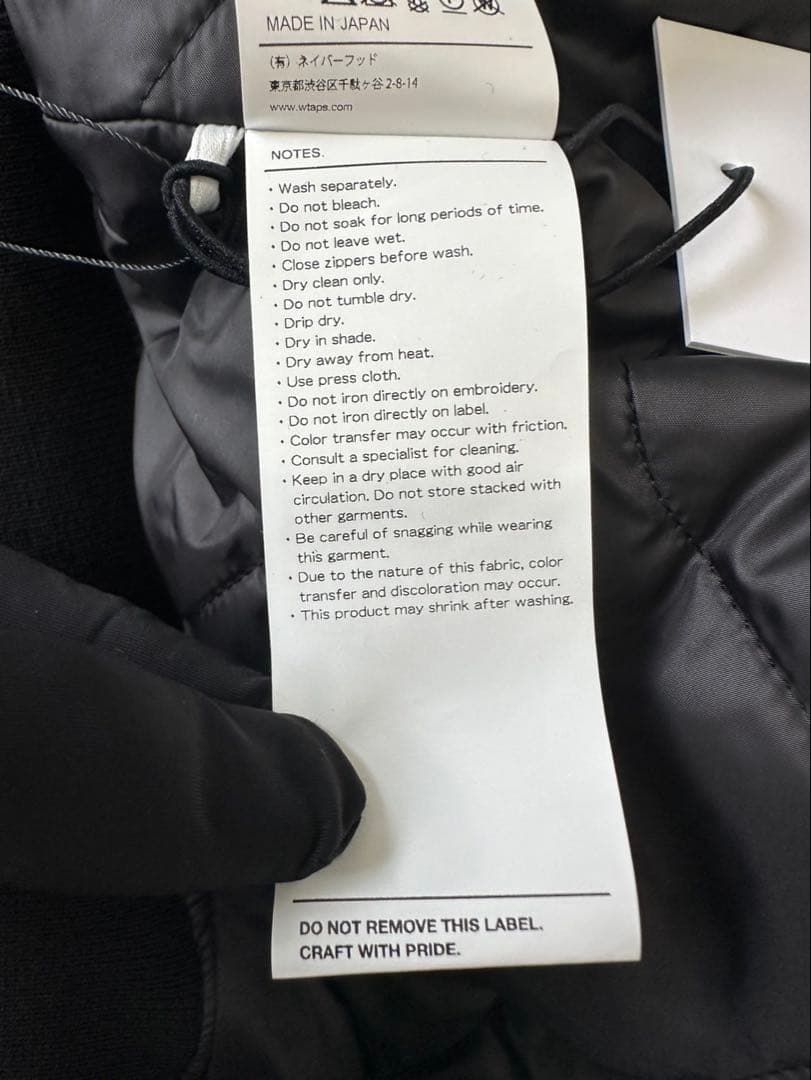 MADE IN JAPAN
(有) ネイバーフッド
東京都渋谷区千駄ヶ谷 2-8-14
www.wtaps.com
NOTES.
・Wash separately.
・Do not bleach.
・Do not soak for long periods of time.
・Do not leave wet.
・Close zippers before wash.
・Dry clean only.
・Do not tumble dry.
・Drip dry.
・Dry in shade.
・Dry away from heat.
・Use press cloth.
・Do not iron directly on embroidery.
・Do not iron directly on label.
・Color transfer may occur with friction.
・Consult a specialist for cleaning.
・Keep in a dry place with good air
circulation. Do not store stacked with
other garments.
・Be careful of snagging while wearing
this garment.
・Due to the nature of this fabric, color
transfer and discoloration may occur.
・This product may shrink after washing.
DO NOT REMOVE THIS LABEL.
CRAFT WITH PRIDE.